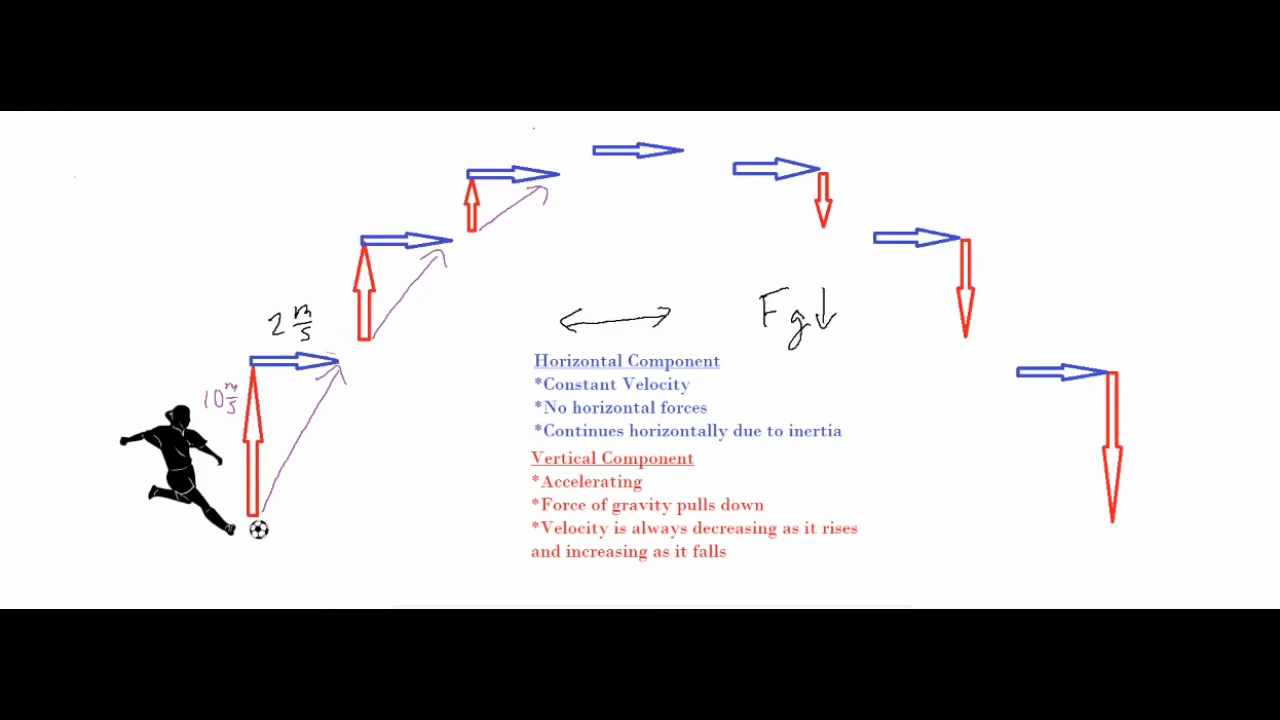 2 m/s
10 m/s
Fg↓
Horizontal Component
*Constant Velocity
*No horizontal forces
*Continues horizontally due to inertia
Vertical Component
*Accelerating
*Force of gravity pulls down
*Velocity is always decreasing as it rises
and increasing as it falls